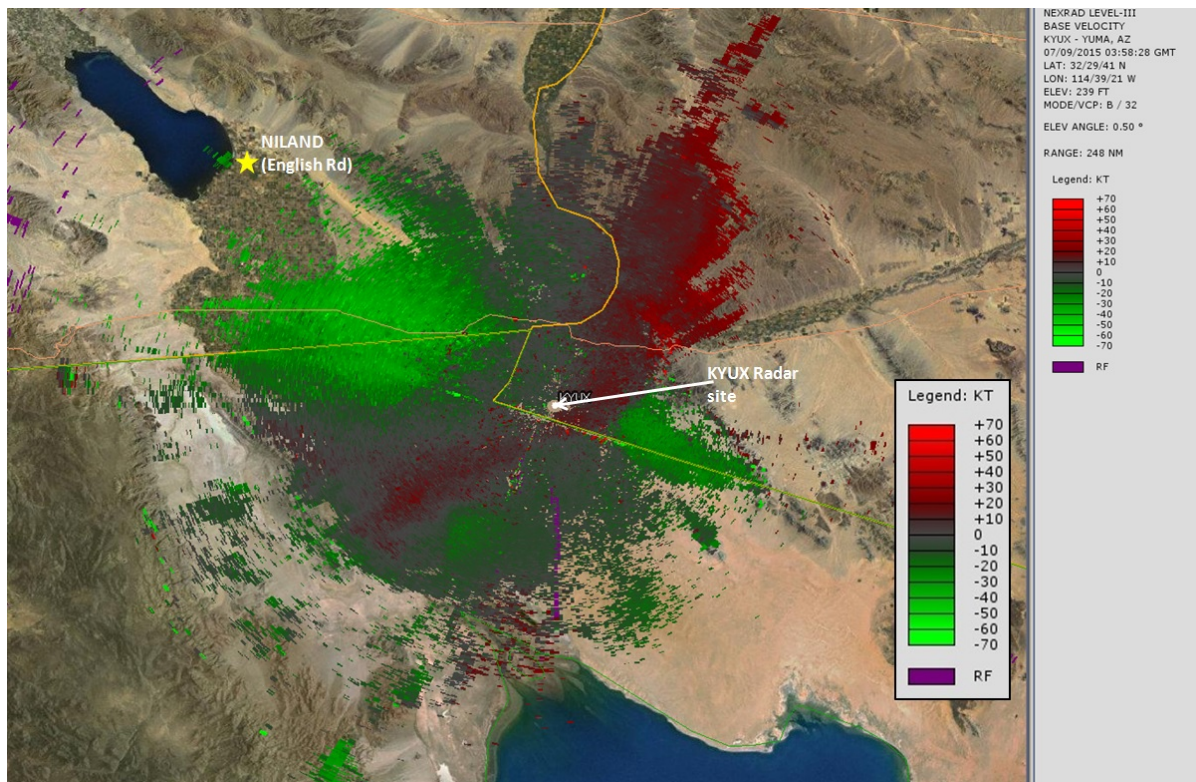 NEXRAD LEVEL-III
BASE VELOCITY
KYUX - YUMA, AZ
07/09/2015 03:58:28 GMT
LAT: 32/29/41 N
LON: 114/39/21 W
ELEV: 239 FT
MODE/VCP: B / 32
ELEV ANGLE: 0.50 °
RANGE: 248 NM
Legend: KT
+70
+60
+50
+40
+30
+20
+10
0
-10
-20
-30
-40
-50
-60
-70
RF
NILAND
(English Rd)
KYUX Radar
site
KYUX
Legend: KT
+70
+60
+50
+40
+30
+20
+10
0
-10
-20
-30
-40
-50
-60
-70
RF